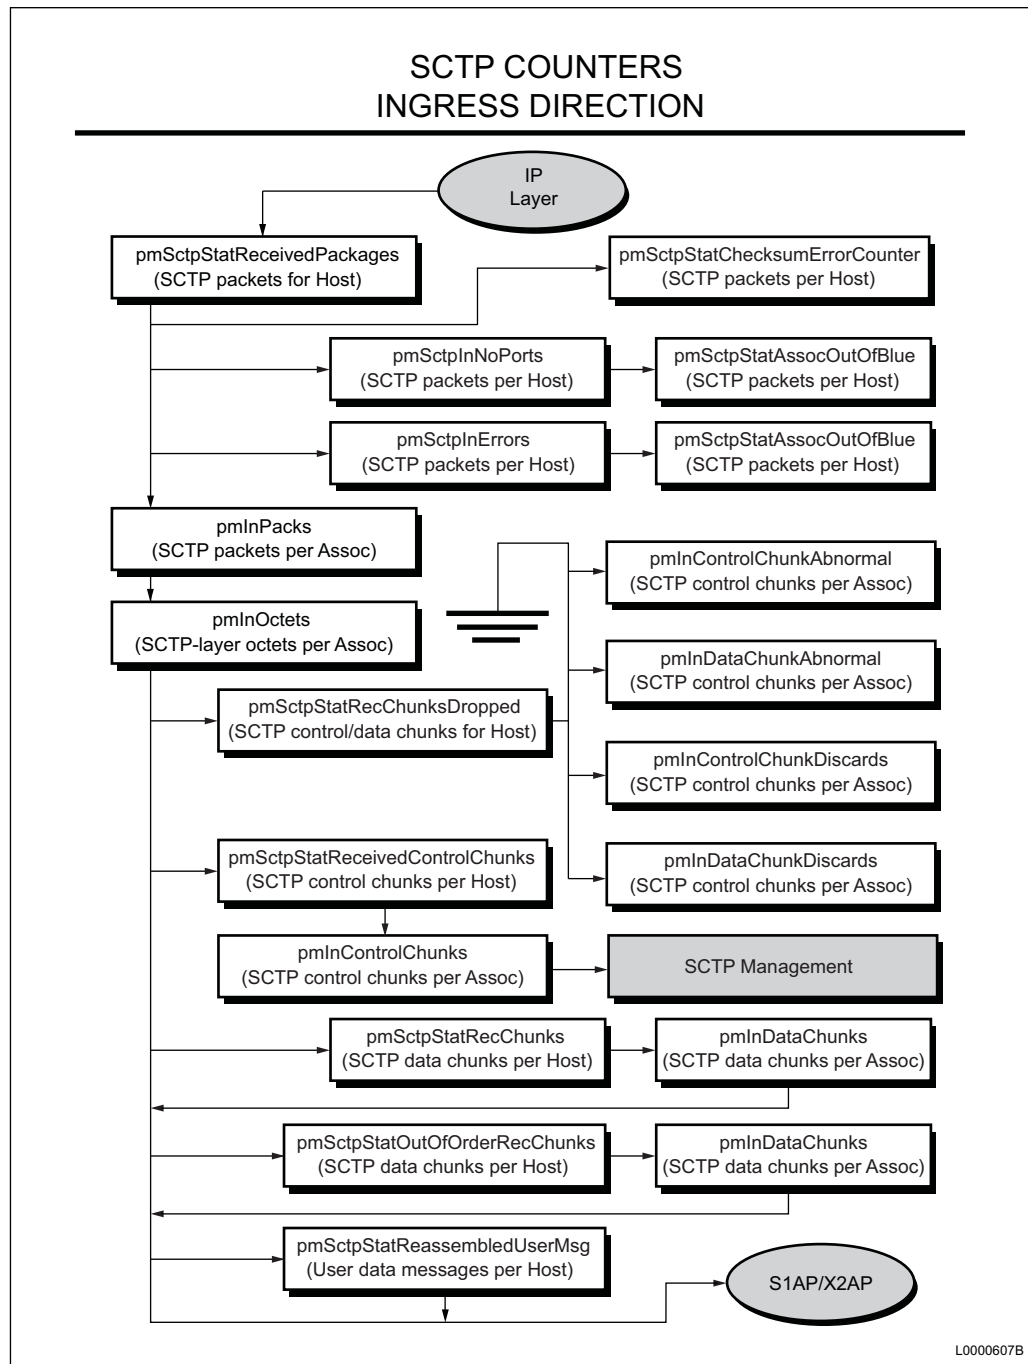 SCTP COUNTERS
INGRESS DIRECTION
IP
Layer
pmSctpStatReceivedPackages
(SCTP packets for Host)
pmSctpStatChecksumErrorCounter
(SCTP packets per Host)
pmSctpInNoPorts
(SCTP packets per Host)
pmSctpStatAssocOutOfBlue
(SCTP packets per Host)
pmSctpInErrors
(SCTP packets per Host)
pmSctpStatAssocOutOfBlue
(SCTP packets per Host)
pmInPacks
(SCTP packets per Assoc)
pmInControlChunkAbnormal
(SCTP control chunks per Assoc)
pmInOctets
(SCTP-layer octets per Assoc)
pmInDataChunkAbnormal
(SCTP control chunks per Assoc)
pmSctpStatRecChunksDropped
(SCTP control/data chunks for Host)
pmInControlChunkDiscards
(SCTP control chunks per Assoc)
pmSctpStatReceivedControlChunks
(SCTP control chunks per Host)
pmInDataChunkDiscards
(SCTP control chunks per Assoc)
pmInControlChunks
(SCTP control chunks per Assoc)
SCTP Management
pmSctpStatRecChunks
(SCTP data chunks per Host)
pmInDataChunks
(SCTP data chunks per Assoc)
pmSctpStatOutOfOrderRecChunks
(SCTP data chunks per Host)
pmInDataChunks
(SCTP data chunks per Assoc)
pmSctpStatReassembledUserMsg
(User data messages per Host)
S1AP/X2AP
L0000607B